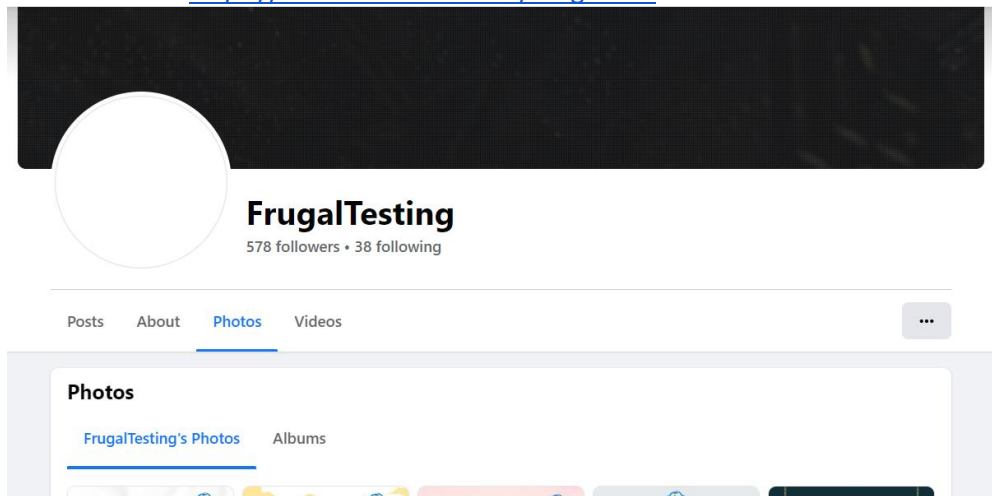 FrugalTesting
578 followers • 38 following
Posts About Photos Videos
Photos
FrugalTesting's Photos Albums